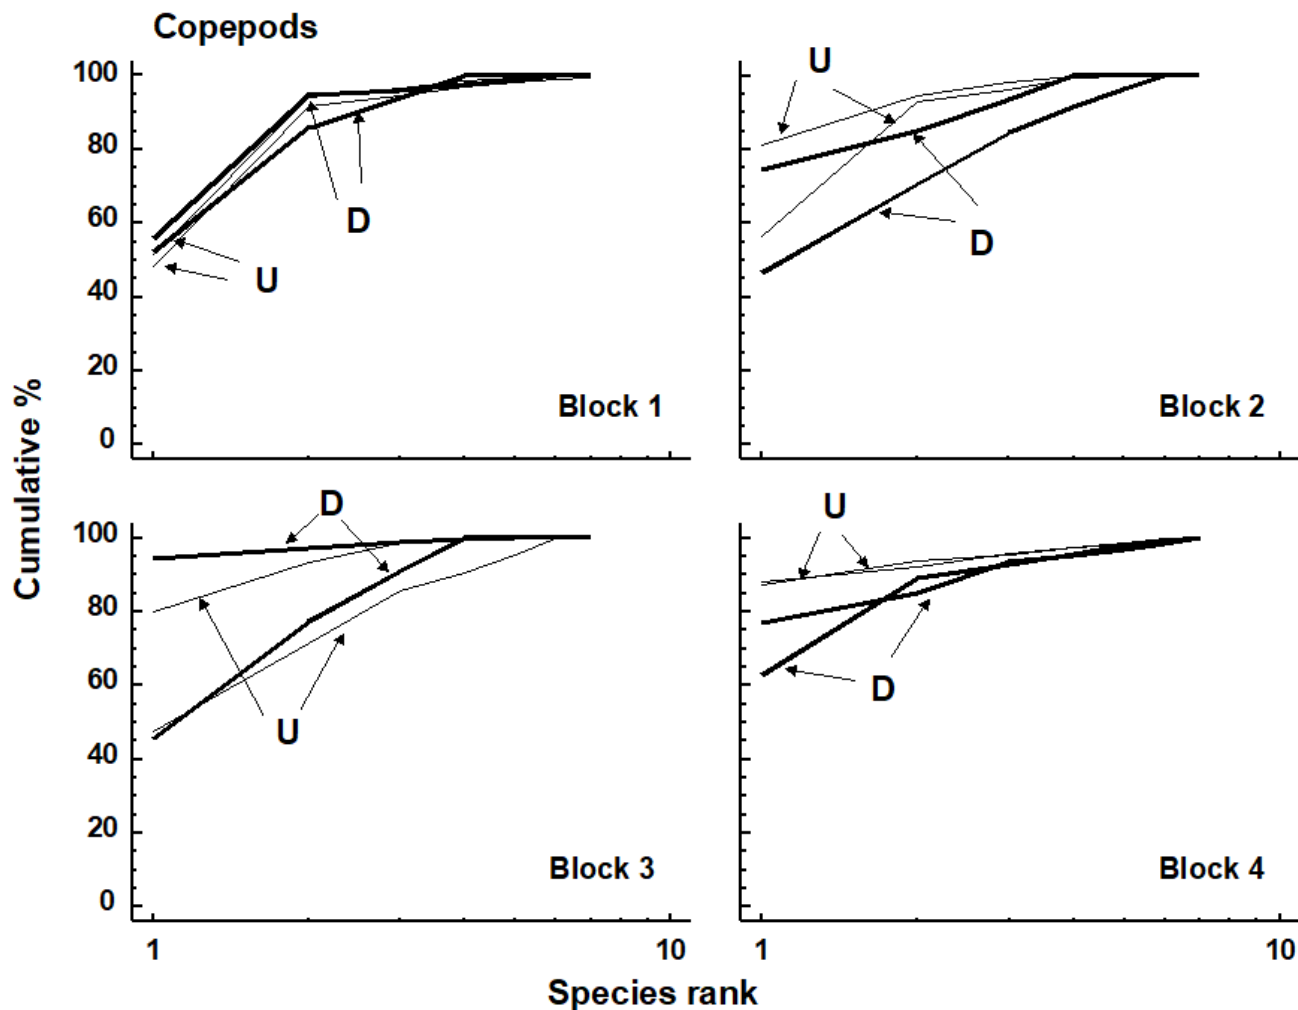 Copepods
100
80
60
40
20
0
U
D
Block 1
U
D
Block 2
Cumulative %
100
80
60
40
20
0
D
U
Block 3
U
D
Block 4
1
10
1
10
Species rank